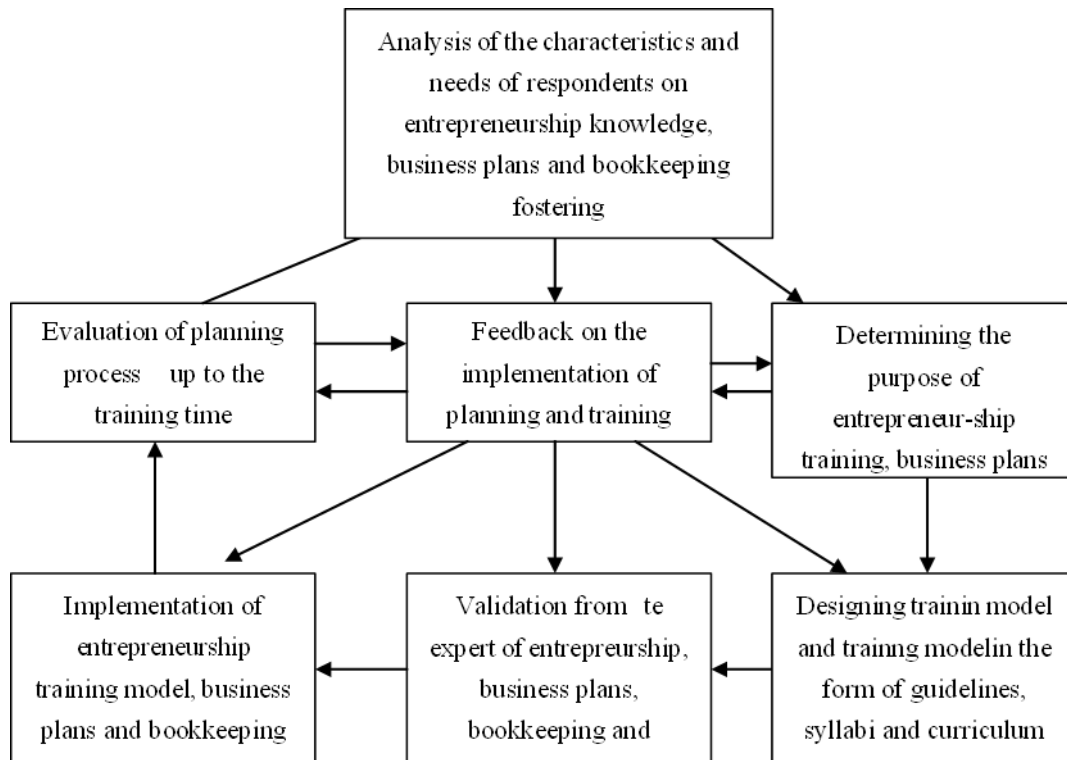 Analysis of the characteristics and
needs of respondents on
entrepreneurship knowledge,
business plans and bookkeeping
fostering
Evaluation of planning
process up to the
training time
Feedback on the
implementation of
planning and training
Determining the
purpose of
entrepreneur-ship
training, business plans
Implementation of
entrepreneurship
training model, business
plans and bookkeeping
Validation from te
expert of entrepreurship,
business plans,
bookkeeping and
Designing trainin model
and trainng modelin the
form of guidelines,
syllabi and curriculum